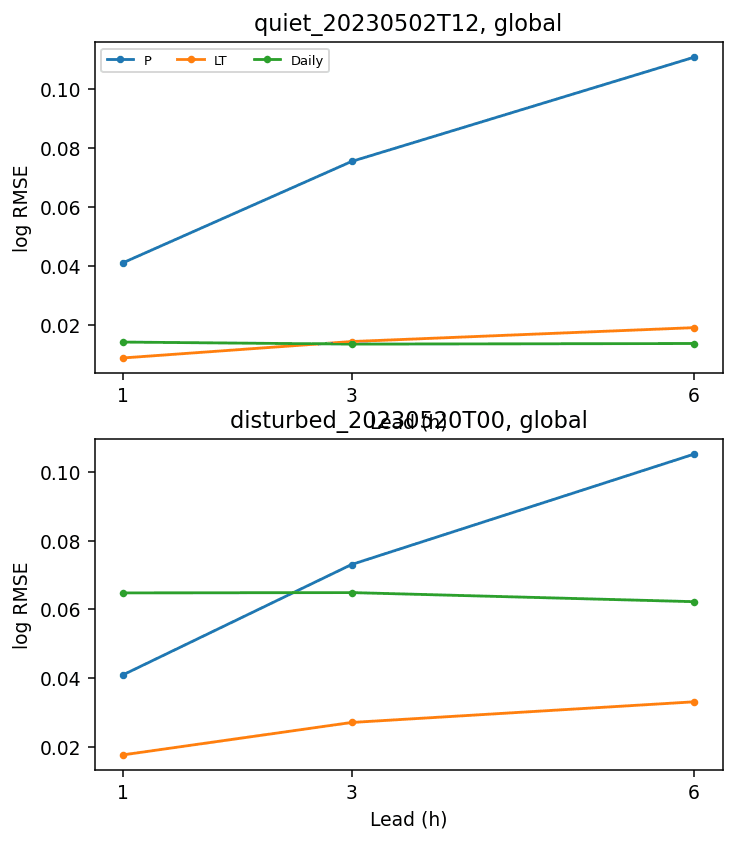 quiet_20230502T12, global
P LT Daily
0.10
0.08
0.06
0.04
0.02
log RMSE
1 3 6
Lead (h)
disturbed_20230520T00, global
0.10
0.08
0.06
0.04
0.02
log RMSE
1 3 6
Lead (h)